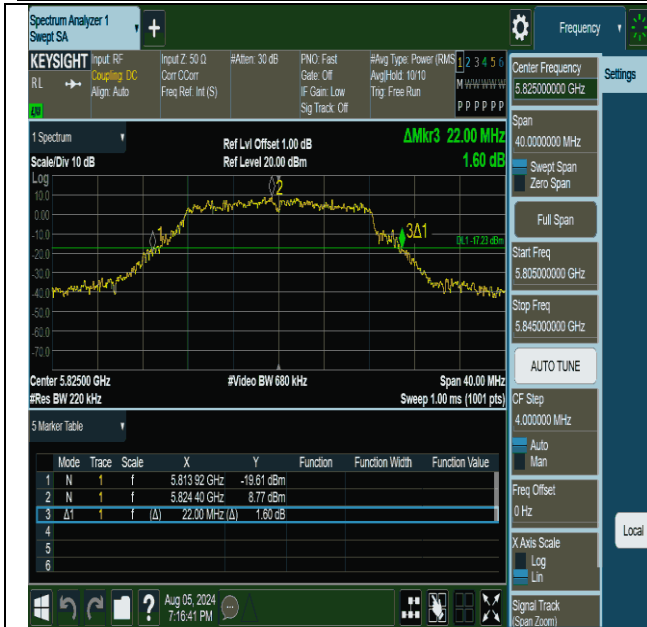 Spectrum Analyzer 1
Swept SA
+
Frequency
KEYSIGHT
RL
Input: RF
Coupling: DC
Align: Auto
Input Z: 50 Ω
Corr CCorr
Freq Ref: Int (S)
#Atten: 30 dB
PNO: Fast
Gate: Off
IF Gain: Low
Sig Track: Off
#Avg Type: Power (RMS
Avg|Hold: 10/10
Trig: Free Run
1 2 3 4 5 6
M W W W W W
P P P P P P
1 Spectrum
Scale/Div 10 dB
Ref Lvl Offset 1.00 dB
Ref Level 20.00 dBm
ΔMkr3 22.00 MHz
1.60 dB
Log
10.0
0.00
-10.0
-20.0
-30.0
-40.0
-50.0
-60.0
-70.0
1
2
3Δ1
DL1 -17.23 dBm
Center 5.82500 GHz
#Res BW 220 kHz
#Video BW 680 kHz
Span 40.00 MHz
Sweep 1.00 ms (1001 pts)
5 Marker Table
Mode Trace Scale X Y Function Function Width Function Value
1 N 1 f 5.813 92 GHz -19.61 dBm
2 N 1 f 5.824 40 GHz 8.77 dBm
3 Δ1 1 f (Δ) 22.00 MHz (Δ) 1.60 dB
4
5
6
Aug 05, 2024
7:16:41 PM
Center Frequency
5.825000000 GHz
Settings
Span
40.0000000 MHz
Swept Span
Zero Span
Full Span
Start Freq
5.805000000 GHz
Stop Freq
5.845000000 GHz
AUTO TUNE
CF Step
4.000000 MHz
Auto
Man
Freq Offset
0 Hz
X Axis Scale
Log
Lin
Local
Signal Track
(Span Zoom)